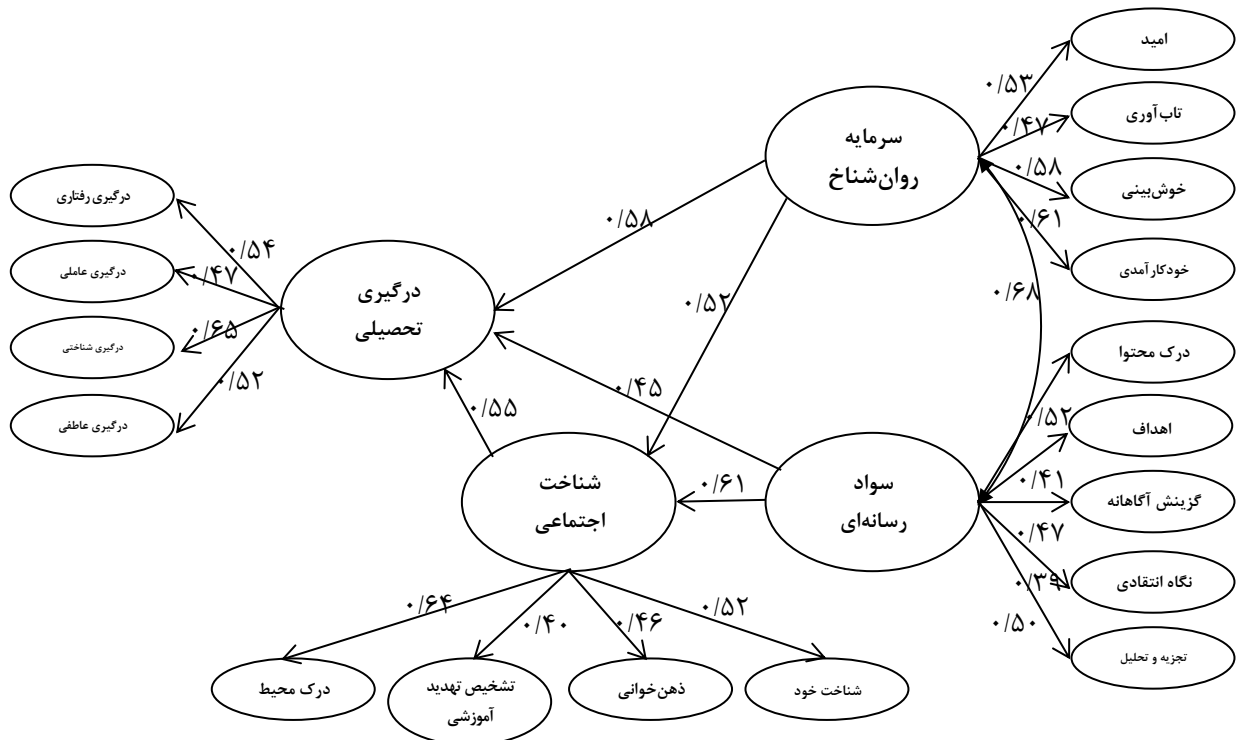 امید
۰/۵۳
تاب‌آوری
۰/۴۷
سرمایه
روان‌شناخ
۰/۵۸
خوش‌بینی
۰/۶۱
خودکارآمدی
درگیری رفتاری
۰/۵۴
درگیری عاملی
۰/۴۷
درگیری شناختی
۰/۶۵
درگیری عاطفی
۰/۵۲
درگیری
تحصیلی
۰/۵۸
۰/۵۲
۰/۶۸
۰/۴۵
۰/۵۵
درک محتوا
۰/۵۲
اهداف
۰/۴۱
گزینش آگاهانه
۰/۴۷
نگاه انتقادی
۰/۳۹
تجزیه و تحلیل
۰/۵۰
سواد
رسانه‌ای
۰/۶۱
شناخت
اجتماعی
۰/۵۲
۰/۴۶
۰/۴۰
۰/۶۴
شناخت خود
ذهن‌خوانی
تشخیص تهدید
آموزشی
درک محیط